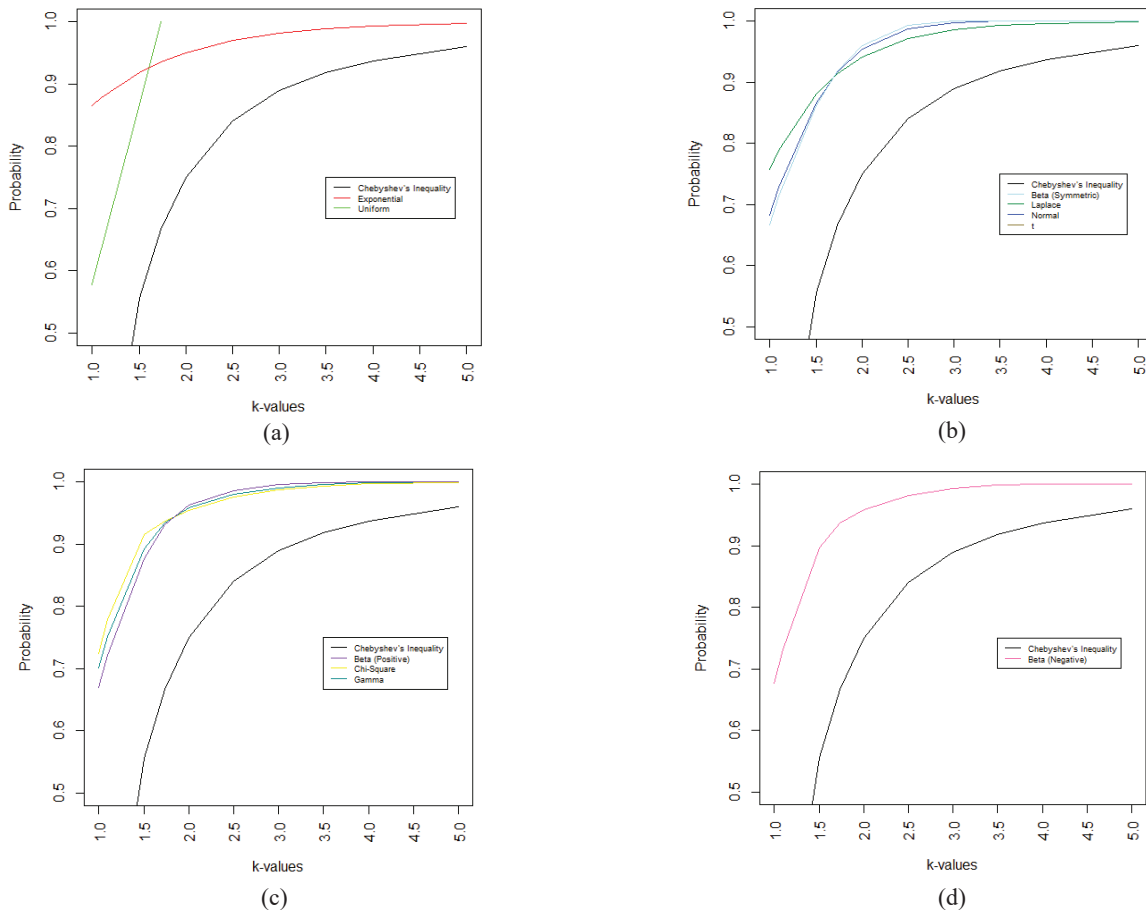 Probability
1.0
0.9
0.8
0.7
0.6
0.5
Chebyshev's Inequality
Exponential
Uniform
1.0 1.5 2.0 2.5 3.0 3.5 4.0 4.5 5.0
k-values
(a)
Probability
1.0
0.9
0.8
0.7
0.6
0.5
Chebyshev's Inequality
Beta (Symmetric)
Laplace
Normal
t
1.0 1.5 2.0 2.5 3.0 3.5 4.0 4.5 5.0
k-values
(b)
Probability
1.0
0.9
0.8
0.7
0.6
0.5
Chebyshev's Inequality
Beta (Positive)
Chi-Square
Gamma
1.0 1.5 2.0 2.5 3.0 3.5 4.0 4.5 5.0
k-values
(c)
Probability
1.0
0.9
0.8
0.7
0.6
0.5
Chebyshev's Inequality
Beta (Negative)
1.0 1.5 2.0 2.5 3.0 3.5 4.0 4.5 5.0
k-values
(d)